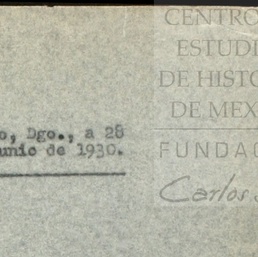 CENTRO
ESTUDI
DE HISTO
DE MEX
FUNDAC
Carlos
o, Dgo., a 28
unio de 1930.